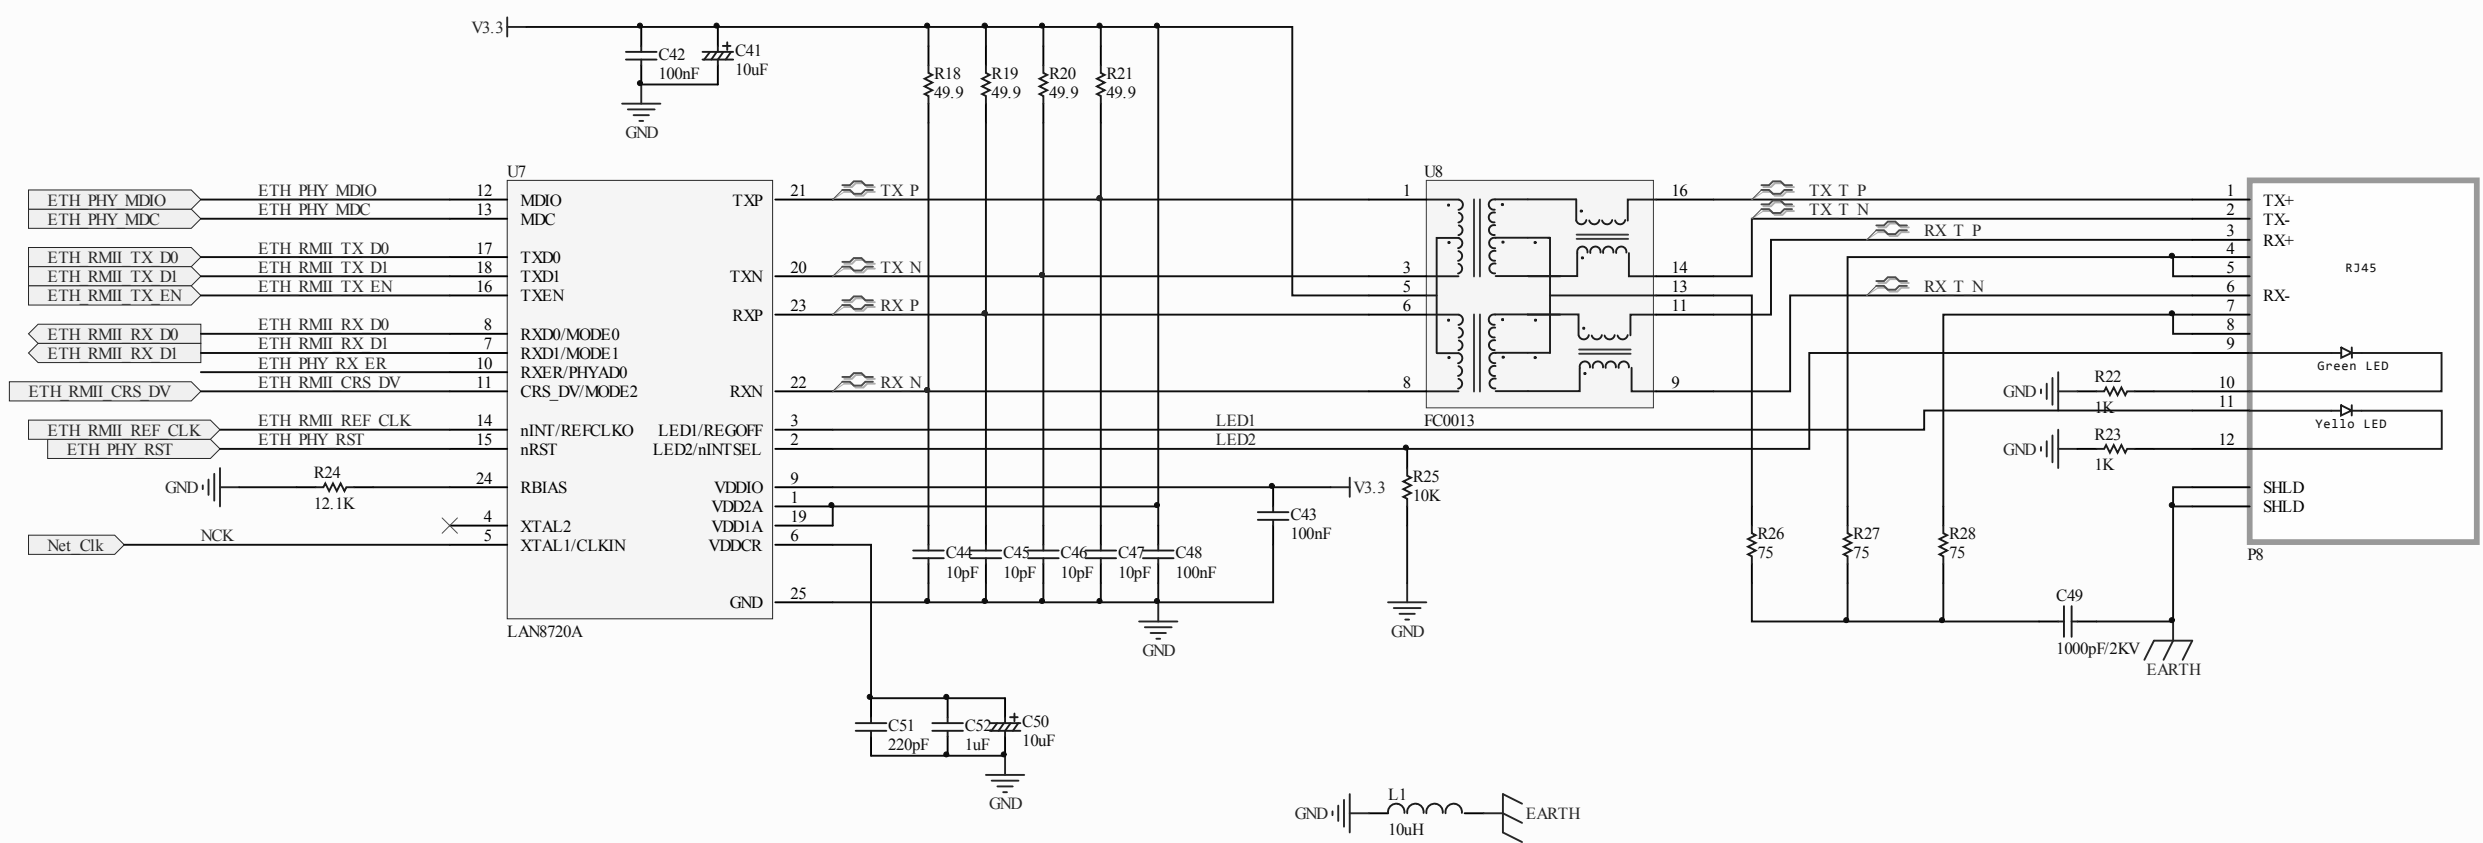 V3.3
C42
100nF
C41
10uF
GND
R18
49.9
R19
49.9
R20
49.9
R21
49.9
U7
ETH_PHY_MDIO
ETH_PHY_MDC
ETH_RMII_TX_D0
ETH_RMII_TX_D1
ETH_RMII_TX_EN
ETH_RMII_RX_D0
ETH_RMII_RX_D1
ETH_RMII_CRS_DV
ETH_RMII_REF_CLK
ETH_PHY_RST
GND
Net_Clk
ETH_PHY_MDIO
ETH_PHY_MDC
ETH_RMII_TX_D0
ETH_RMII_TX_D1
ETH_RMII_TX_EN
ETH_RMII_RX_D0
ETH_RMII_RX_D1
ETH_PHY_RX_ER
ETH_RMII_CRS_DV
ETH_RMII_REF_CLK
ETH_PHY_RST
R24
12.1K
NCK
12
13
17
18
16
8
7
10
11
14
15
24
4
5
MDIO
MDC
TXD0
TXD1
TXEN
RXD0/MODE0
RXD1/MODE1
RXER/PHYAD0
CRS_DV/MODE2
nINT/REFCLKO
nRST
RBIAS
XTAL2
XTAL1/CLKIN
TXP
TXN
RXP
RXN
LED1/REGOFF
LED2/nINTSEL
VDDIO
VDD2A
VDD1A
VDDCR
GND
21
20
23
22
3
2
9
1
19
6
25
LAN8720A
TX_P
TX_N
RX_P
RX_N
LED1
LED2
V3.3
C43
100nF
C44
10pF
C45
10pF
C46
10pF
C47
10pF
C48
100nF
GND
R25
10K
GND
C51
220pF
C52
1uF
C50
10uF
GND
U8
1
3
5
6
8
16
14
13
11
9
FC0013
TX_T_P
TX_T_N
RX_T_P
RX_T_N
1
2
3
4
5
6
7
8
9
10
11
12
TX+
TX-
RX+
RX-
RJ45
Green LED
Yello LED
SHLD
SHLD
P8
GND
R22
1K
GND
R23
1K
R26
75
R27
75
R28
75
C49
1000pF/2KV
EARTH
GND
L1
10uH
EARTH